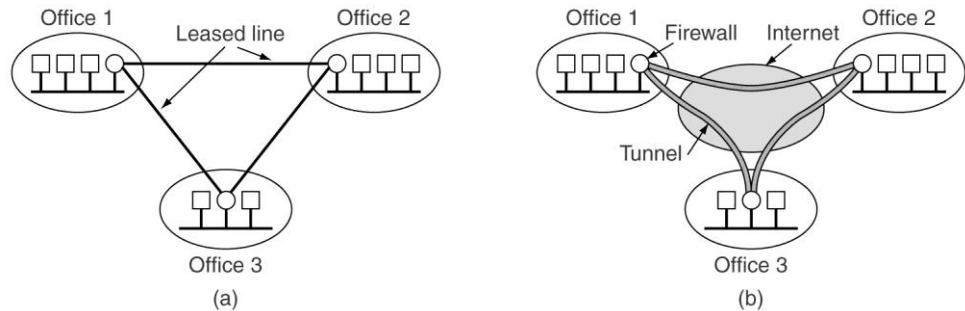 Office 1
Leased line
Office 2
Office 3
(a)
Office 1
Firewall
Internet
Office 2
Tunnel
Office 3
(b)